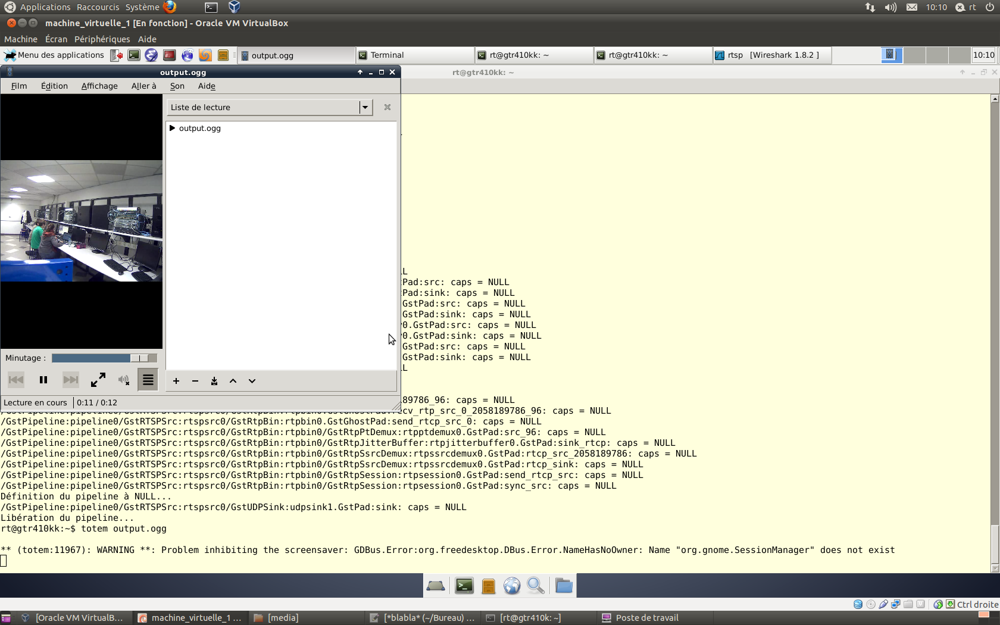 Applications Raccourcis Système
10:10 rt
machine_virtuelle_1 [En fonction] - Oracle VM VirtualBox
Machine Écran Périphériques Aide
Menu des applications
output.ogg
Terminal
rt@gtr410kk: ~
rt@gtr410kk: ~
rtsp [Wireshark 1.8.2 ]
10:10
output.ogg
rt@gtr410kk: ~
Film Édition Affichage Aller à Son Aide
Liste de lecture
output.ogg
LL
Pad:src: caps = NULL
Pad:sink: caps = NULL
GstPad:src: caps = NULL
GstPad:sink: caps = NULL
0.GstPad:src: caps = NULL
0.GstPad:sink: caps = NULL
GstPad:src: caps = NULL
GstPad:sink: caps = NULL
LL
Minutage :
Lecture en cours 0:11 / 0:12
89786_96: caps = NULL
/GstPipeline:pipeline0/GstRTSPSrc:rtspsrc0/GstRtpBin:rtpbin0.GstGhostPad:recv_rtp_src_0_2058189786_96: caps = NULL
/GstPipeline:pipeline0/GstRTSPSrc:rtspsrc0/GstRtpBin:rtpbin0.GstGhostPad:send_rtcp_src_0: caps = NULL
/GstPipeline:pipeline0/GstRTSPSrc:rtspsrc0/GstRtpBin:rtpbin0/GstRtpPtDemux:rtpptdemux0.GstPad:src_96: caps = NULL
/GstPipeline:pipeline0/GstRTSPSrc:rtspsrc0/GstRtpBin:rtpbin0/GstRtpJitterBuffer:rtpjitterbuffer0.GstPad:sink_rtcp: caps = NULL
/GstPipeline:pipeline0/GstRTSPSrc:rtspsrc0/GstRtpBin:rtpbin0/GstRtpSsrcDemux:rtpssrcdemux0.GstPad:rtcp_src_2058189786: caps = NULL
/GstPipeline:pipeline0/GstRTSPSrc:rtspsrc0/GstRtpBin:rtpbin0/GstRtpSsrcDemux:rtpssrcdemux0.GstPad:rtcp_sink: caps = NULL
/GstPipeline:pipeline0/GstRTSPSrc:rtspsrc0/GstRtpBin:rtpbin0/GstRtpSession:rtpsession0.GstPad:send_rtcp_src: caps = NULL
/GstPipeline:pipeline0/GstRTSPSrc:rtspsrc0/GstRtpBin:rtpbin0/GstRtpSession:rtpsession0.GstPad:sync_src: caps = NULL
Définition du pipeline à NULL...
/GstPipeline:pipeline0/GstRTSPSrc:rtspsrc0/GstUDPSink:udpsink1.GstPad:sink: caps = NULL
Libération du pipeline...
rt@gtr410kk:~$ totem output.ogg
** (totem:11967): WARNING **: Problem inhibiting the screensaver: GDBus.Error:org.freedesktop.DBus.Error.NameHasNoOwner: Name "org.gnome.SessionManager" does not exist
Ctrl droite
[Oracle VM VirtualB...
machine_virtuelle_1 ...
[media]
[*blabla* (~/Bureau) ...
[rt@gtr410k: ~]
Poste de travail